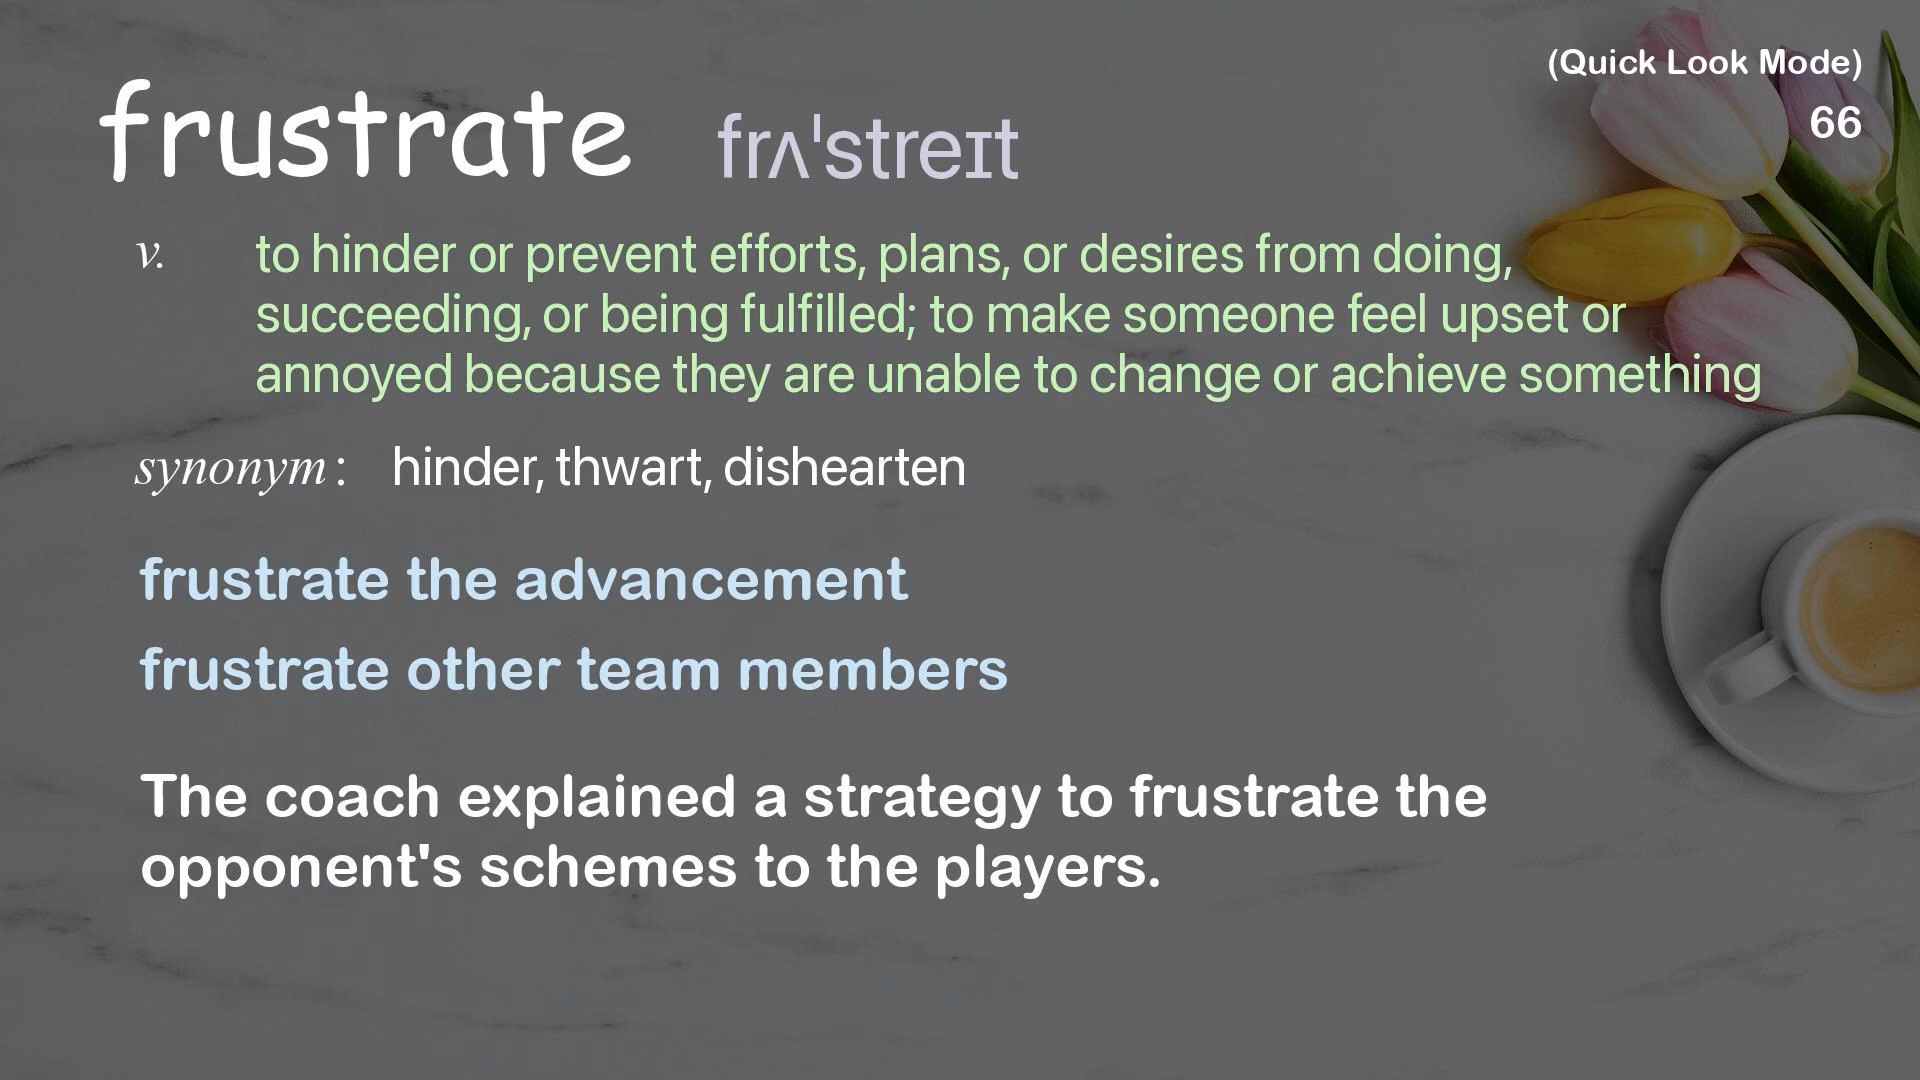 (Quick Look Mode)
66
frustrate frʌˈstreɪt
v. to hinder or prevent efforts, plans, or desires from doing,
succeeding, or being fulfilled; to make someone feel upset or
annoyed because they are unable to change or achieve something
synonym: hinder, thwart, dishearten
frustrate the advancement
frustrate other team members
The coach explained a strategy to frustrate the
opponent's schemes to the players.